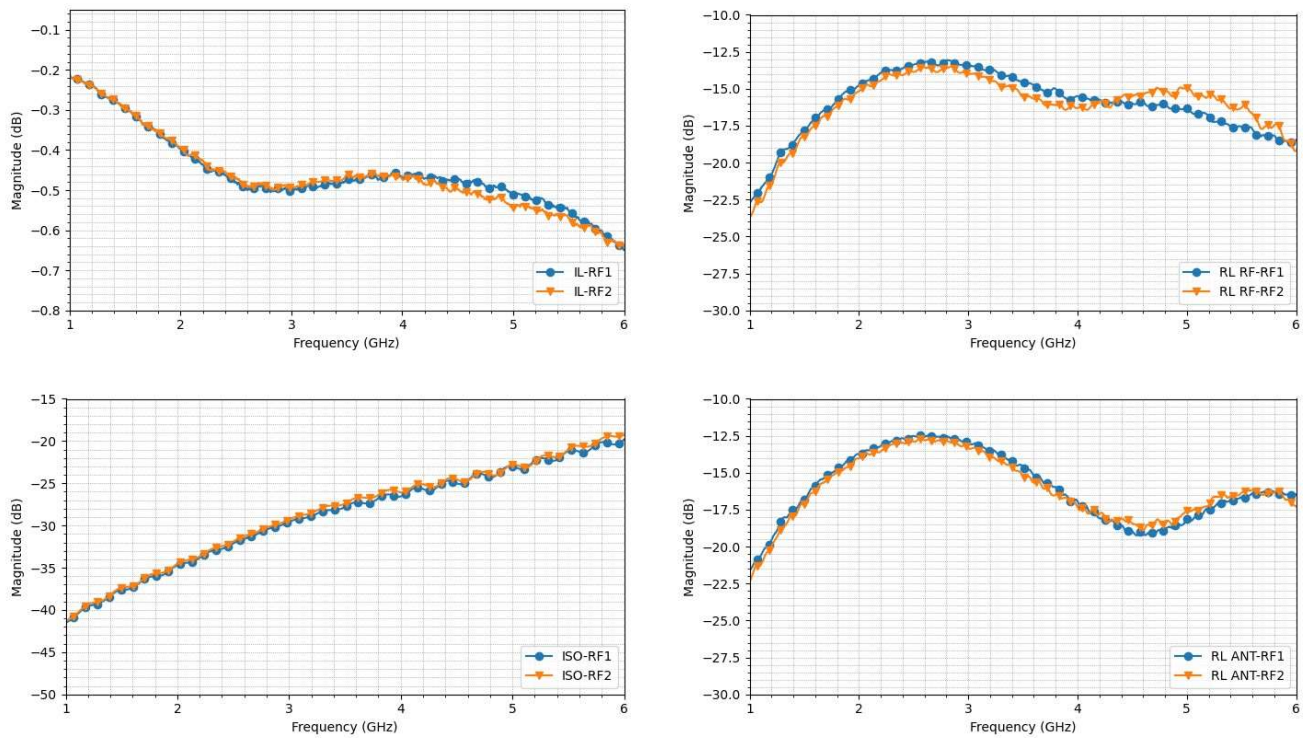 Magnitude (dB)
−0.1
−0.2
−0.3
−0.4
−0.5
−0.6
−0.7
−0.8
1 2 3 4 5 6
Frequency (GHz)
IL-RF1
IL-RF2
Magnitude (dB)
−10.0
−12.5
−15.0
−17.5
−20.0
−22.5
−25.0
−27.5
−30.0
1 2 3 4 5 6
Frequency (GHz)
RL RF-RF1
RL RF-RF2
Magnitude (dB)
−15
−20
−25
−30
−35
−40
−45
−50
1 2 3 4 5 6
Frequency (GHz)
ISO-RF1
ISO-RF2
Magnitude (dB)
−10.0
−12.5
−15.0
−17.5
−20.0
−22.5
−25.0
−27.5
−30.0
1 2 3 4 5 6
Frequency (GHz)
RL ANT-RF1
RL ANT-RF2